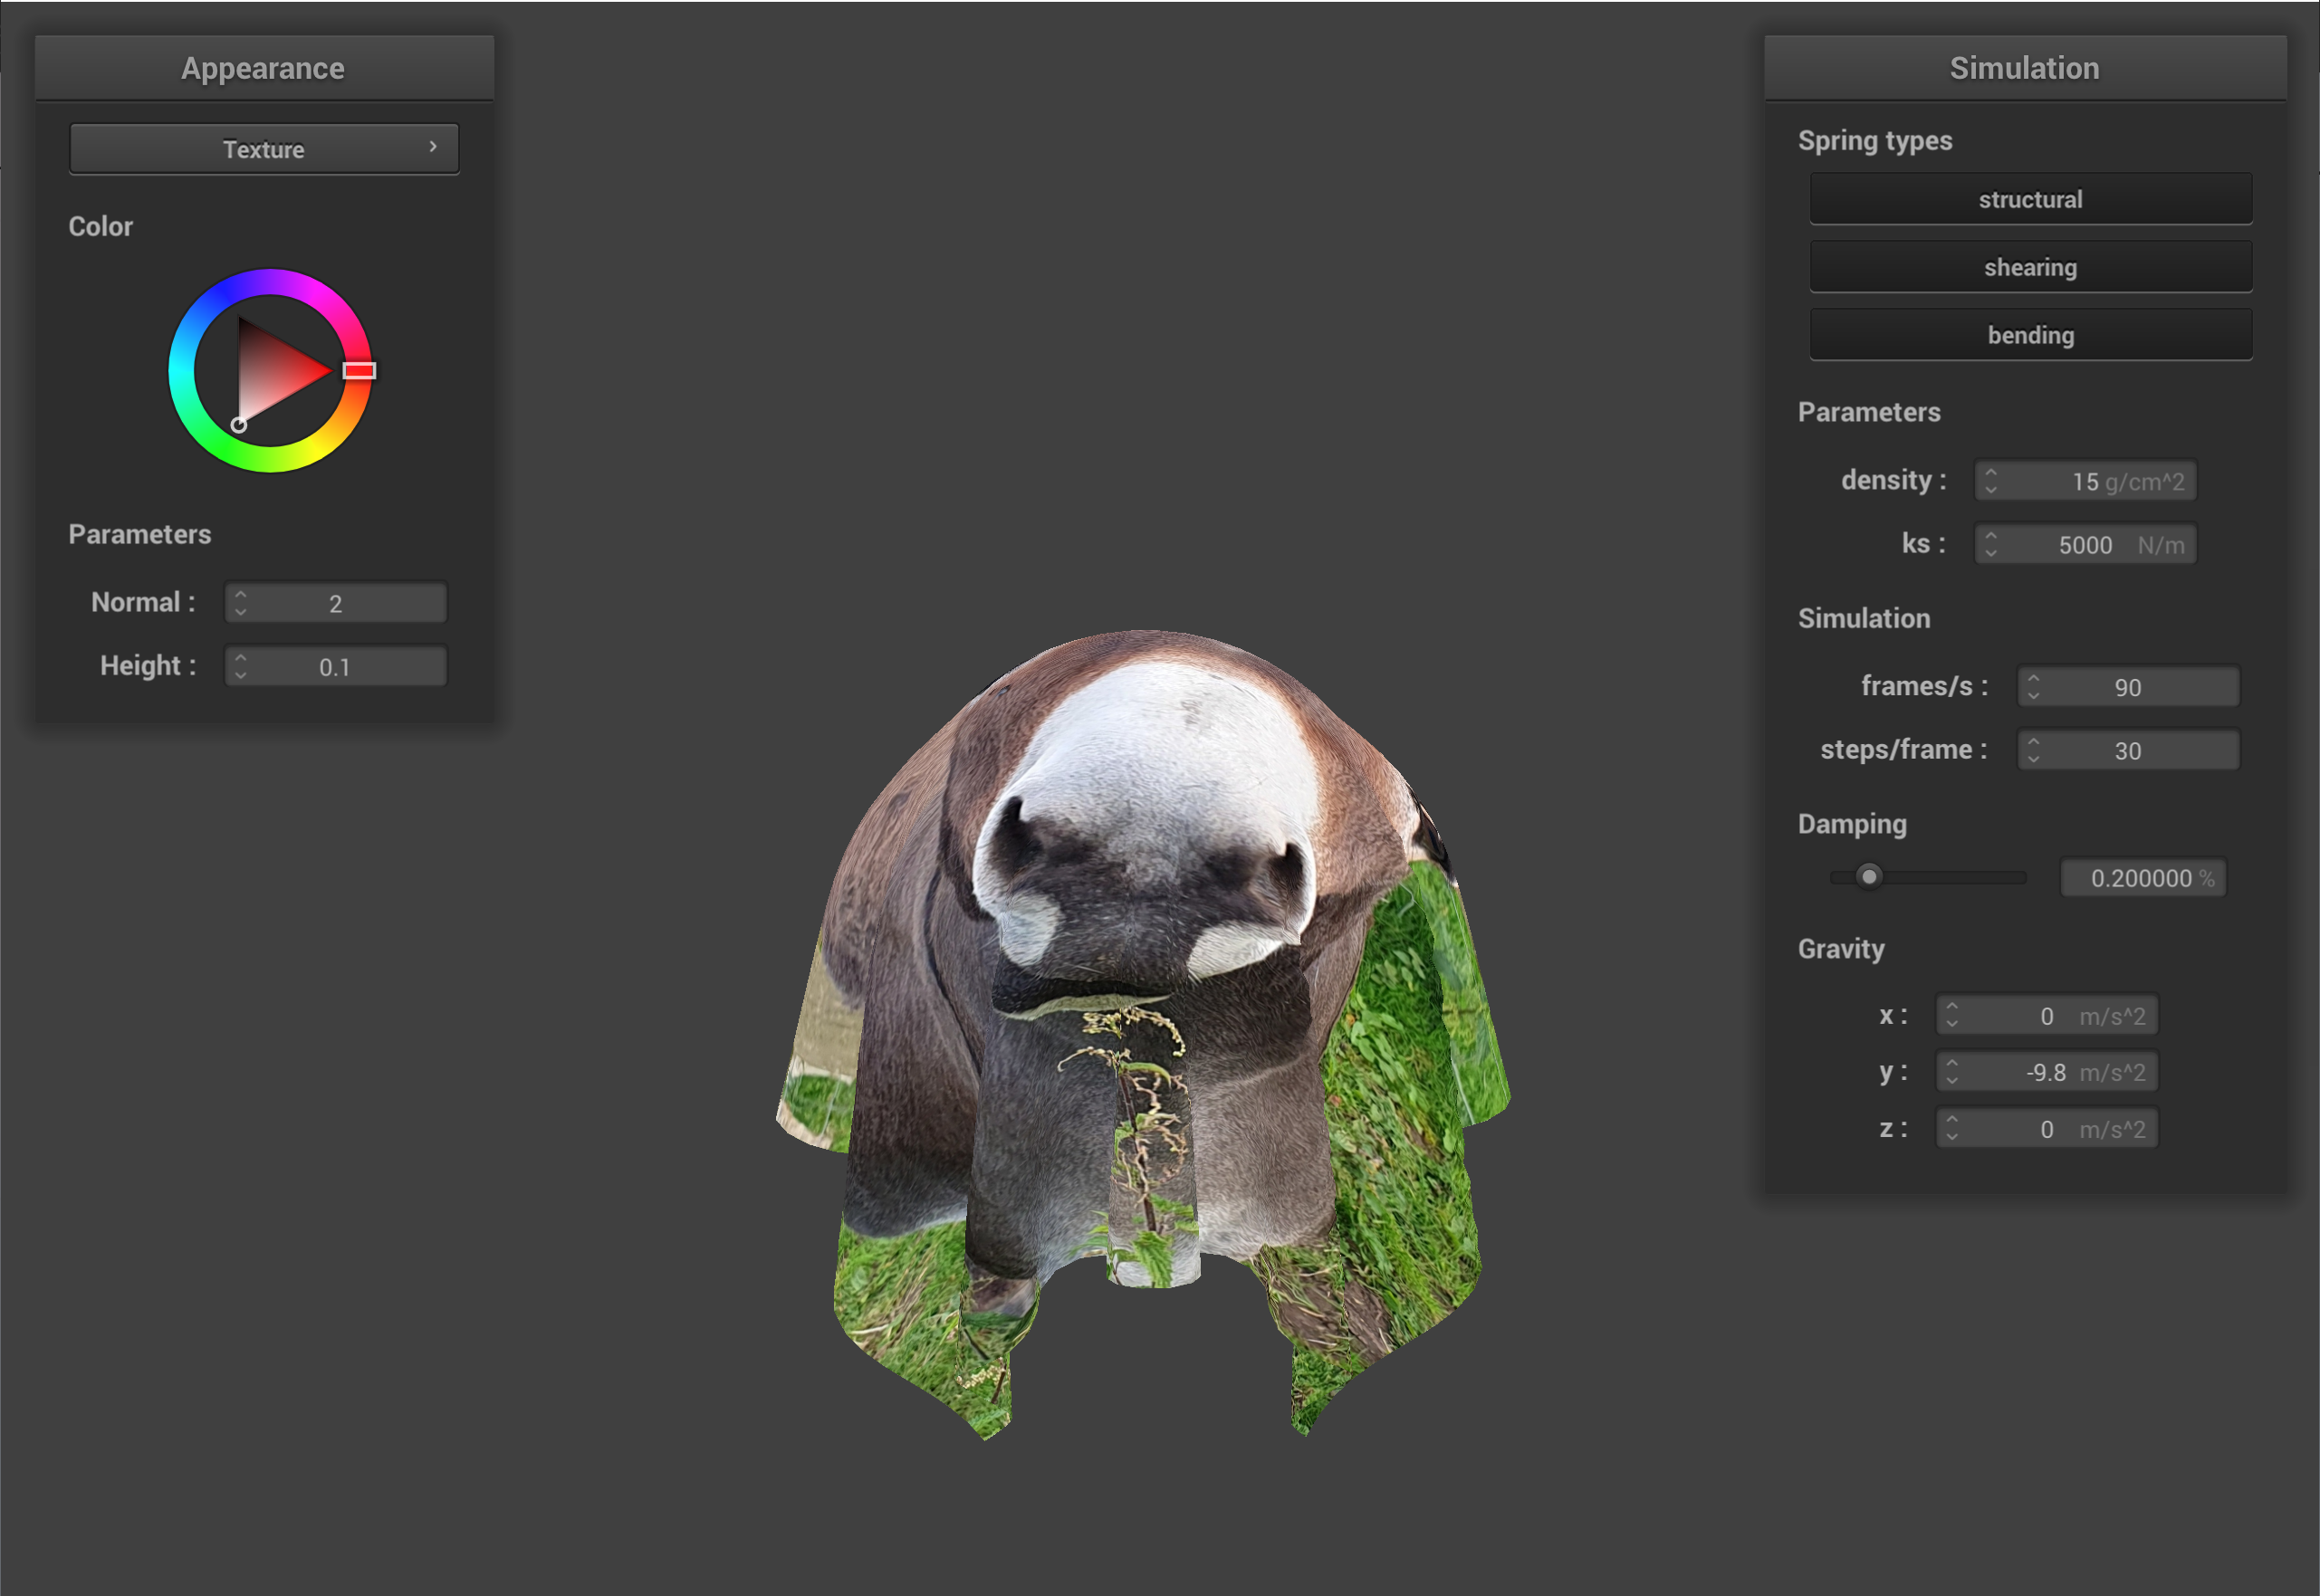 Appearance
Texture
Color
Parameters
Normal : 2
Height : 0.1
Simulation
Spring types
structural
shearing
bending
Parameters
density : 15 g/cm^2
ks : 5000 N/m
Simulation
frames/s : 90
steps/frame : 30
Damping
0.200000 %
Gravity
x : 0 m/s^2
y : -9.8 m/s^2
z : 0 m/s^2